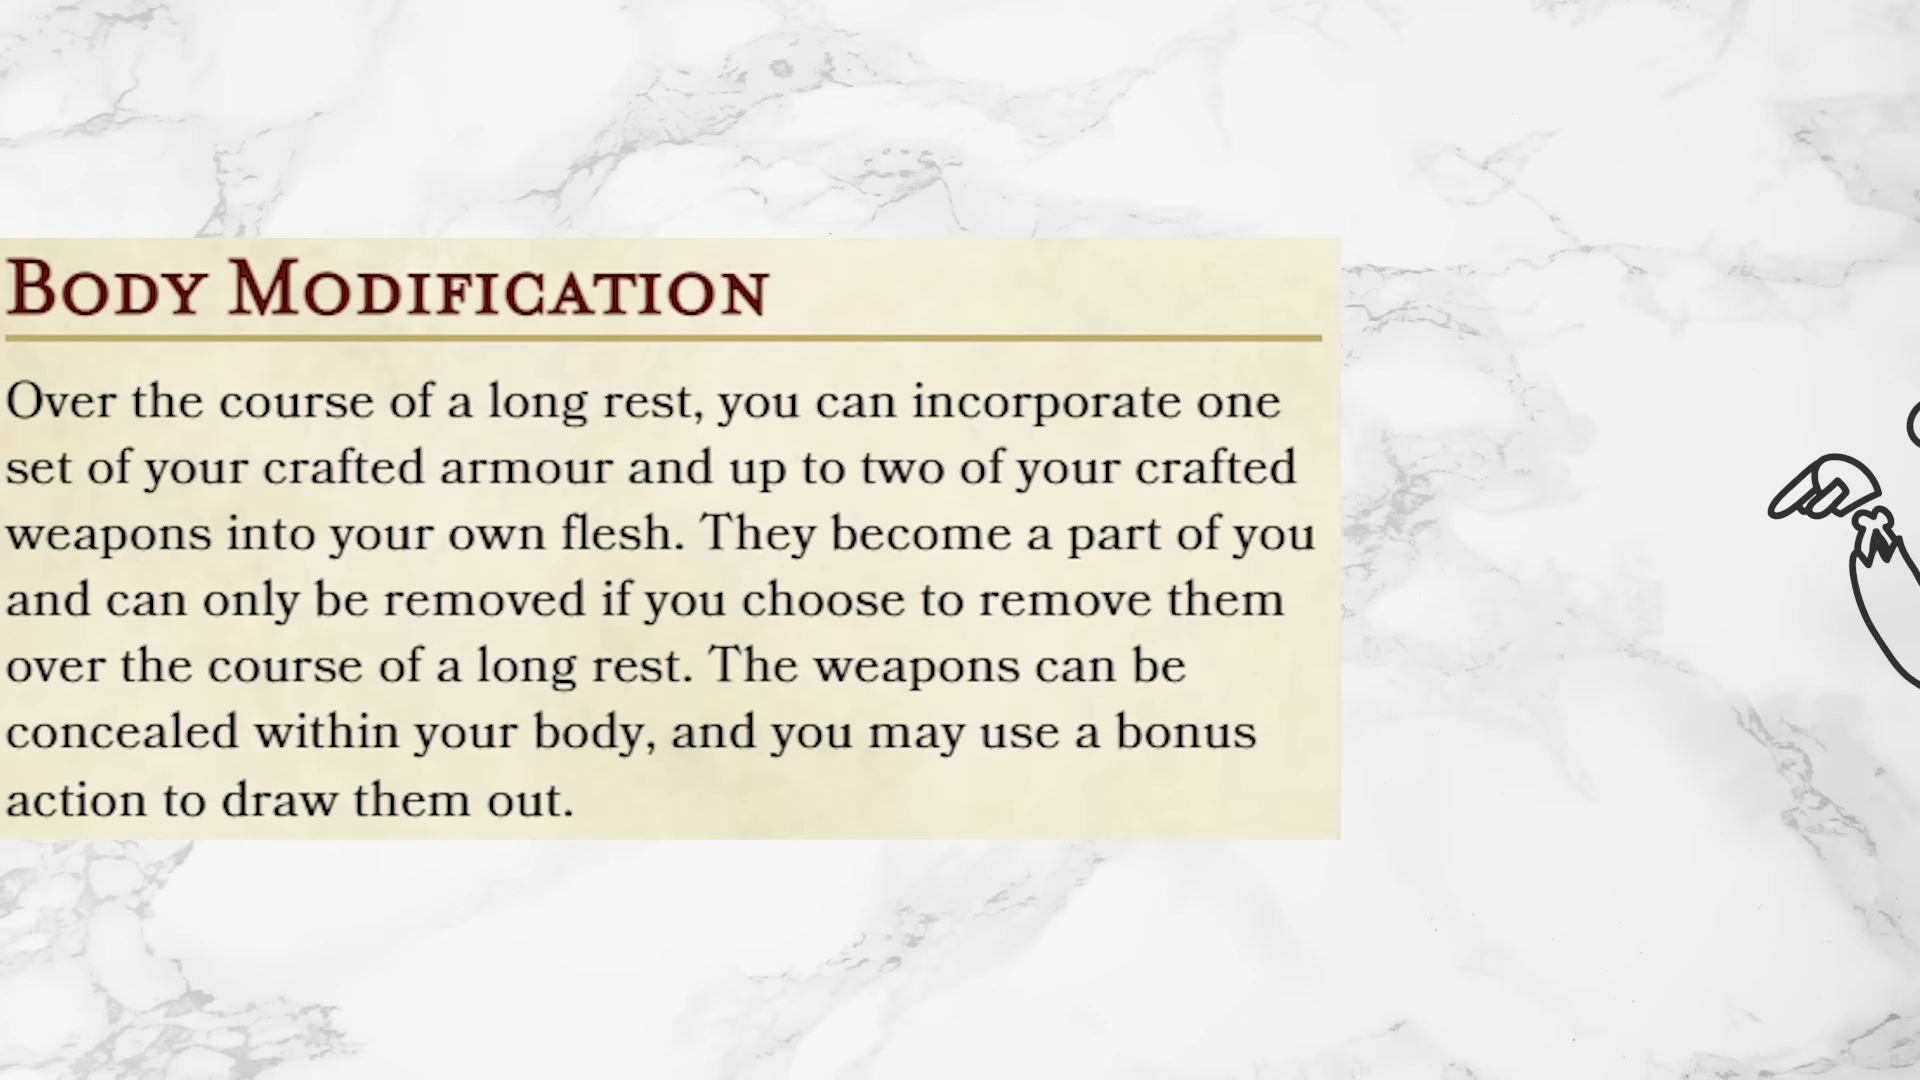 Body Modification
Over the course of a long rest, you can incorporate one
set of your crafted armour and up to two of your crafted
weapons into your own flesh. They become a part of you
and can only be removed if you choose to remove them
over the course of a long rest. The weapons can be
concealed within your body, and you may use a bonus
action to draw them out.